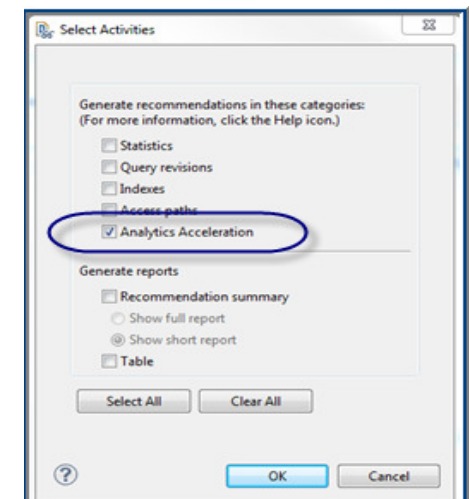 Select Activities
Generate recommendations in these categories:
(For more information, click the Help icon.)
Statistics
Query revisions
Indexes
Access paths
Analytics Acceleration
Generate reports
Recommendation summary
Show full report
Show short report
Table
Select All Clear All
? OK Cancel